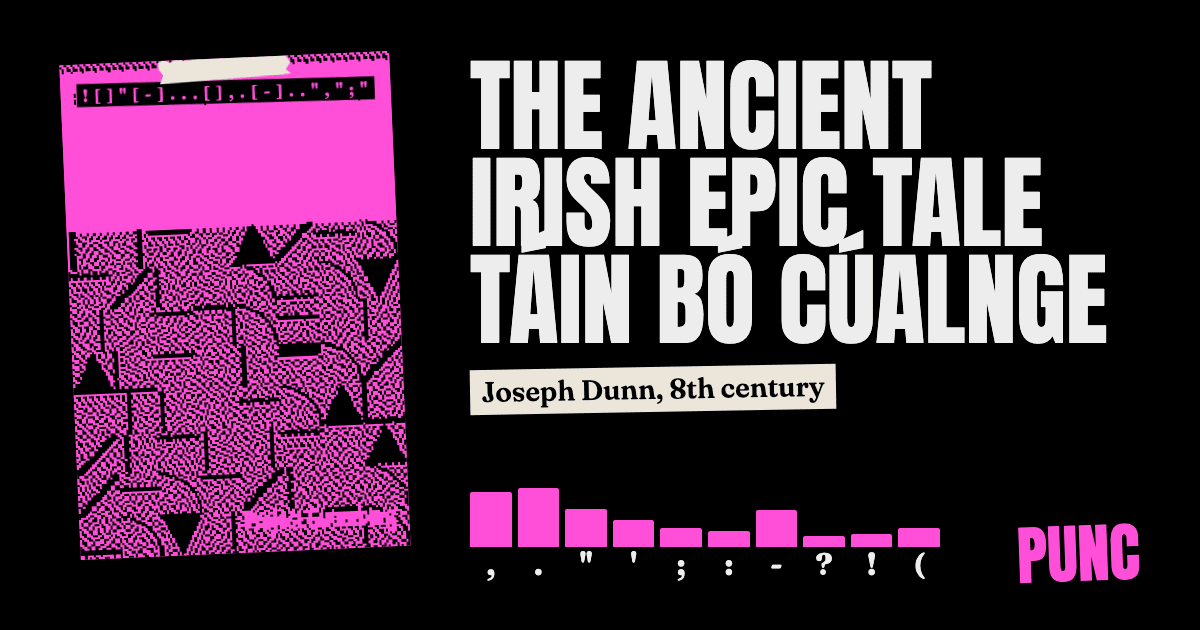 ![]"[-]...[],.[-]..",";"
THE ANCIENT
IRISH EPIC TALE
TÁIN BÓ CÚALNGE
Joseph Dunn, 8th century
, . " ' ; : - ? ! (
PUNC